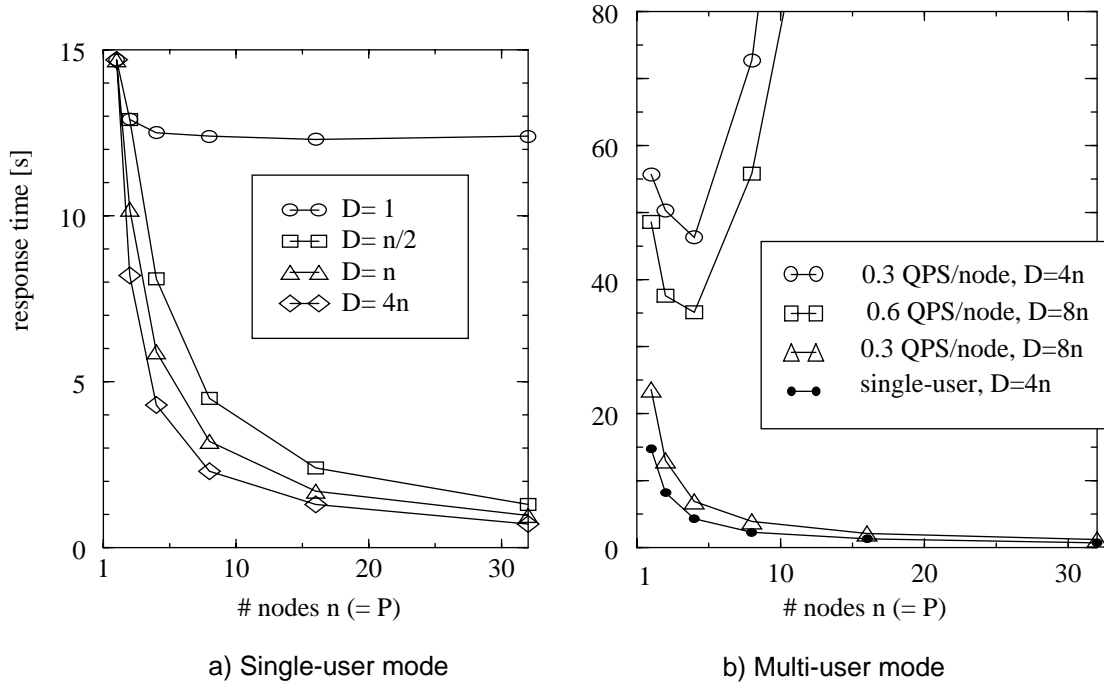 15
10
5
0
response time [s]
D= 1
D= n/2
D= n
D= 4n
1
10
20
30
# nodes n (= P)
a) Single-user mode
80
60
40
20
0
0.3 QPS/node, D=4n
0.6 QPS/node, D=8n
0.3 QPS/node, D=8n
single-user, D=4n
1
10
20
30
# nodes n (= P)
b) Multi-user mode